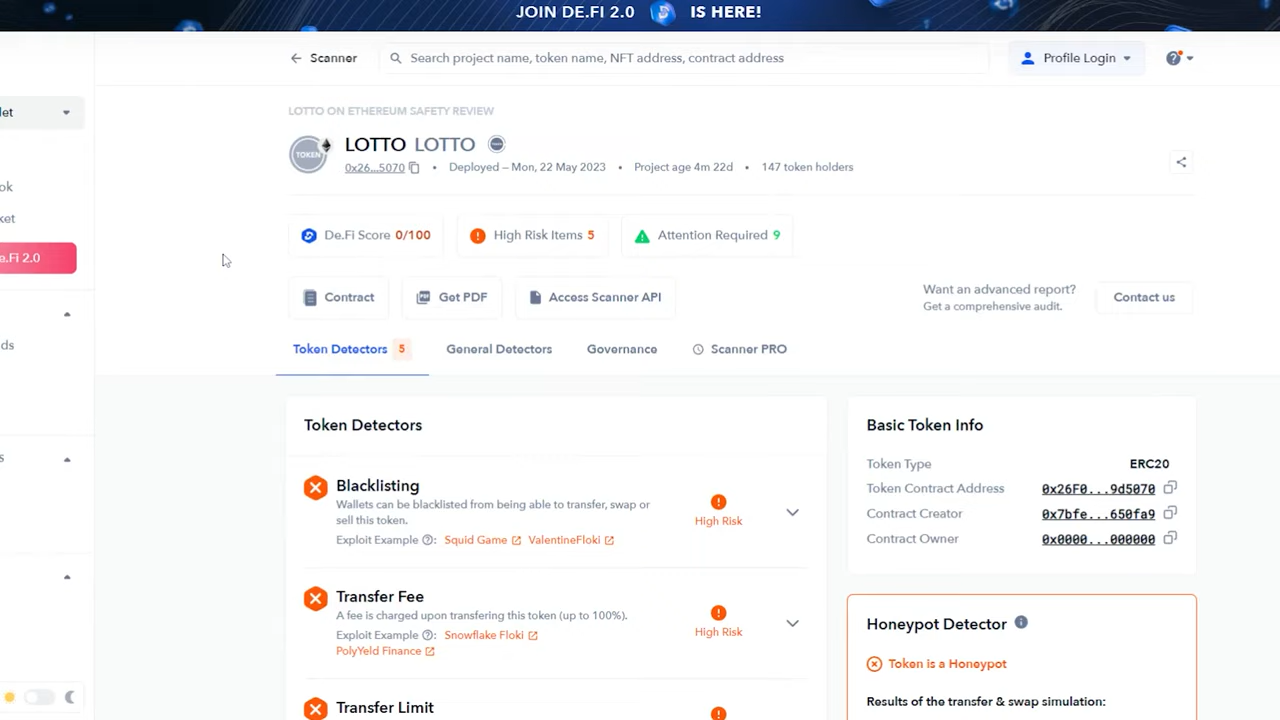 JOIN DE.FI 2.0 IS HERE!
Scanner
Search project name, token name, NFT address, contract address
Profile Login
let
LOTTO ON ETHEREUM SAFETY REVIEW
TOKEN
LOTTO LOTTO
0x26...5070 • Deployed – Mon, 22 May 2023 • Project age 4m 22d • 147 token holders
ok
ket
e.Fi 2.0
De.Fi Score 0/100
High Risk Items 5
Attention Required 9
Contract
Get PDF
Access Scanner API
Want an advanced report?
Get a comprehensive audit.
Contact us
ds
Token Detectors 5
General Detectors
Governance
Scanner PRO
s
Token Detectors
Blacklisting
Wallets can be blacklisted from being able to transfer, swap or
sell this token.
Exploit Example ?: Squid Game ValentineFloki
High Risk
Transfer Fee
A fee is charged upon transfering this token (up to 100%).
Exploit Example ?: Snowflake Floki
PolyYeld Finance
High Risk
Transfer Limit
Basic Token Info
Token Type ERC20
Token Contract Address 0x26F0...9d5070
Contract Creator 0x7bfe...650fa9
Contract Owner 0x0000...000000
Honeypot Detector
Token is a Honeypot
Results of the transfer & swap simulation: